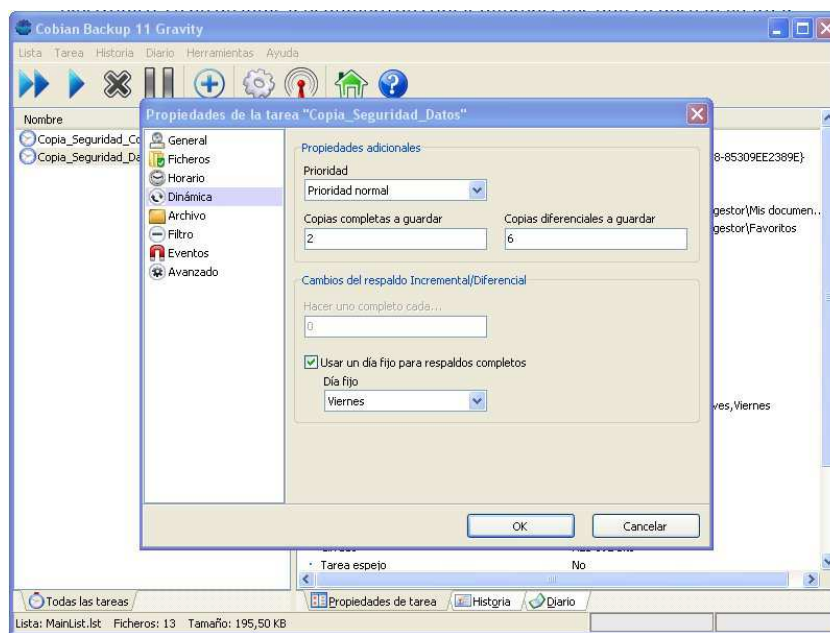 Cobian Backup 11 Gravity
Lista Tarea Historia Diario Herramientas Ayuda
Nombre
Copia_Seguridad_Co
Copia_Seguridad_Da
Propiedades de la tarea "Copia_Seguridad_Datos"
General
Ficheros
Horario
Dinámica
Archivo
Filtro
Eventos
Avanzado
Propiedades adicionales
Prioridad
Prioridad normal
Copias completas a guardar Copias diferenciales a guardar
2 6
Cambios del respaldo Incremental/Diferencial
Hacer uno completo cada...
0
Usar un día fijo para respaldos completos
Día fijo
Viernes
OK Cancelar
8-85309EE2389E}
gestor\Mis documen...
gestor\Favoritos
ves,Viernes
Tarea espejo No
Todas las tareas
Propiedades de tarea Historia Diario
Lista: MainList.lst Ficheros: 13 Tamaño: 195,50 KB